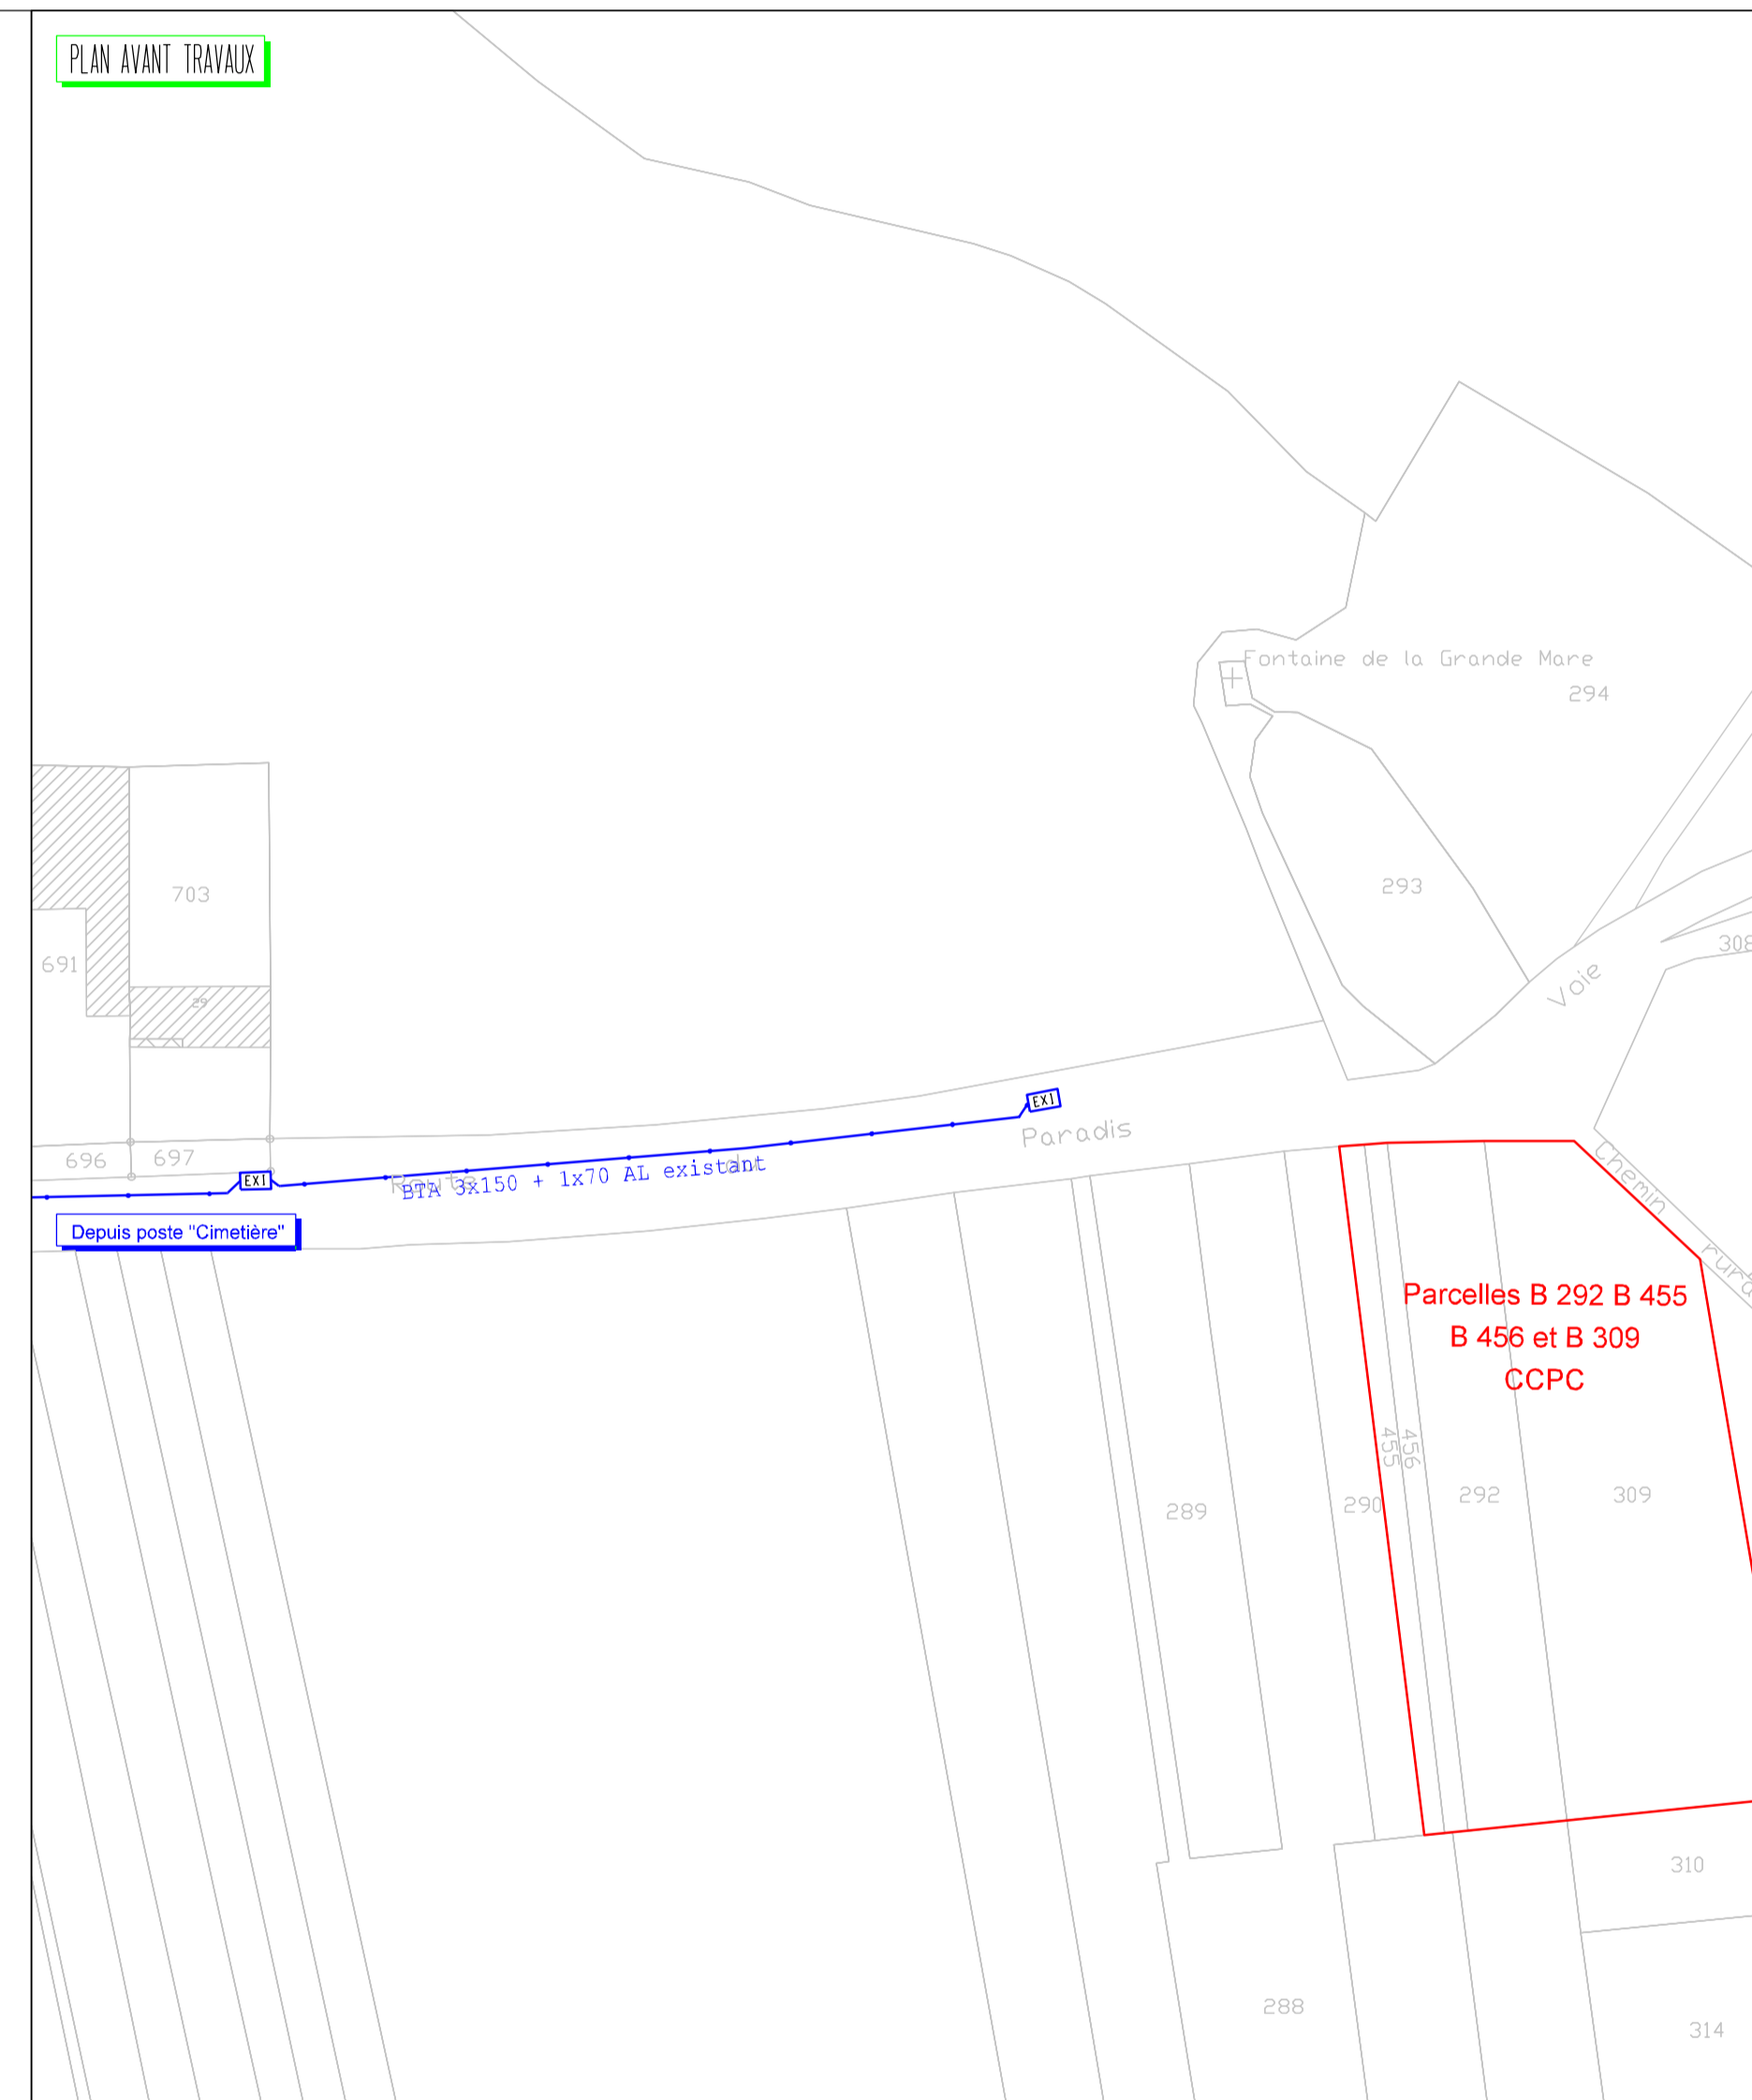 PLAN AVANT TRAVAUX
Fontaine de la Grande Mare
294
703
293
308
691
Voie
29
EXI
Paradis
696
697
EXI
Route
du
BTA 3x150 + 1x70 AL existant
Chemin
Depuis poste "Cimetière"
Parcelles B 292 B 455
B 456 et B 309
CCPC
455
456
289
290
292
309
310
288
314